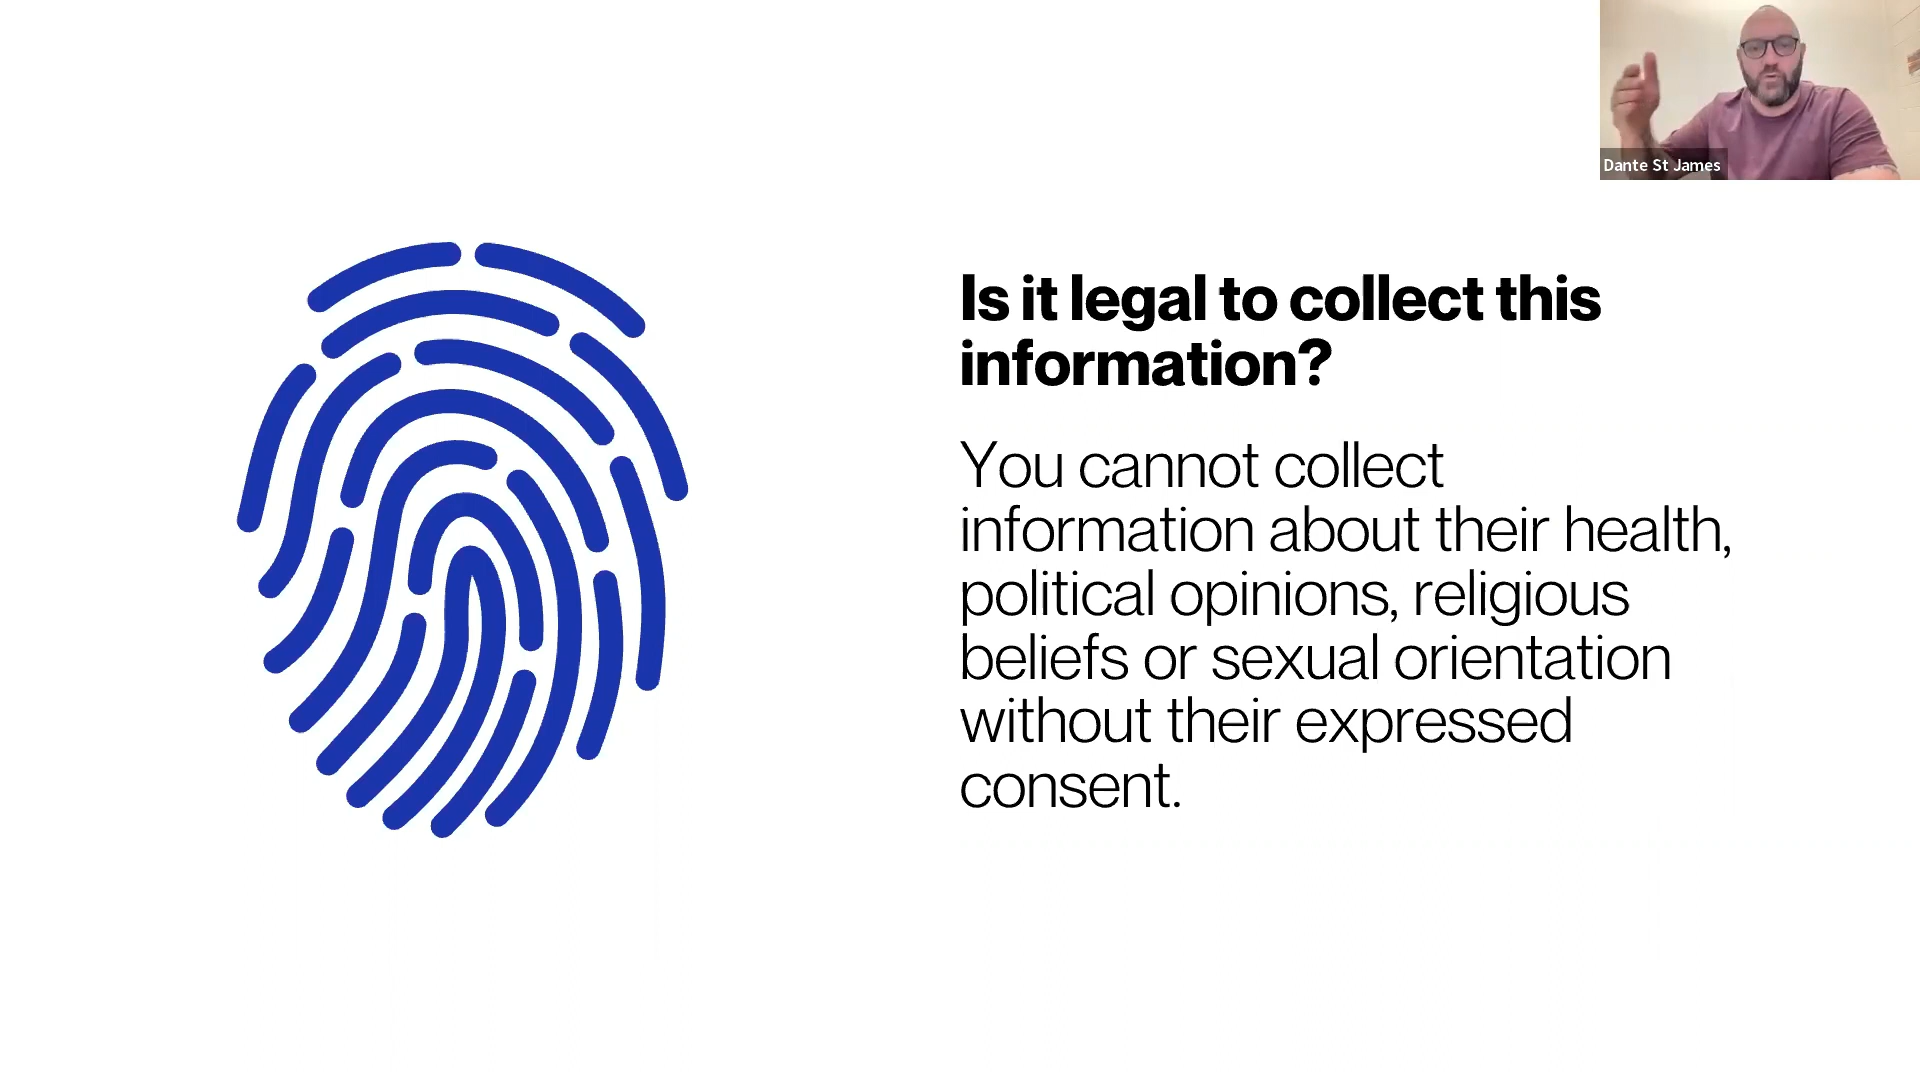 Dante St James
Is it legal to collect this
information?
You cannot collect
information about their health,
political opinions, religious
beliefs or sexual orientation
without their expressed
consent.